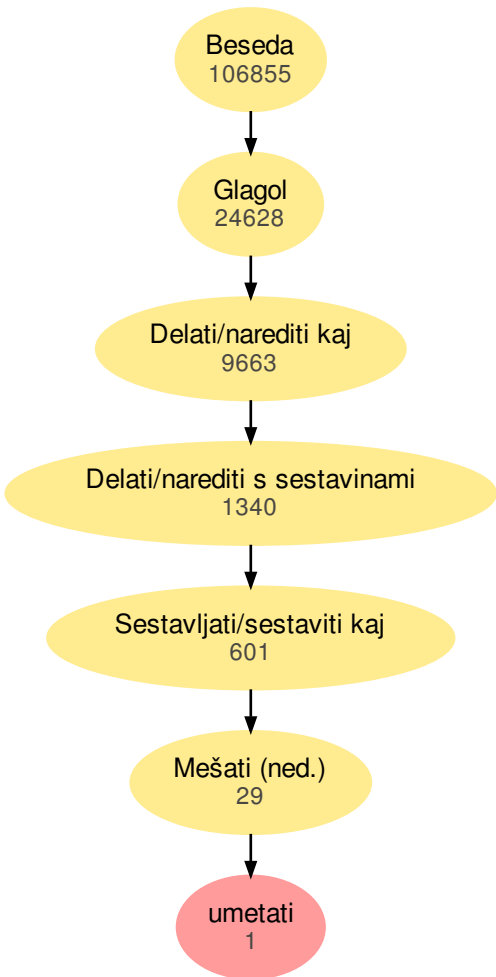 Beseda
106855
Glagol
24628
Delati/narediti kaj
9663
Delati/narediti s sestavinami
1340
Sestavljati/sestaviti kaj
601
Mešati (ned.)
29
umetati
1